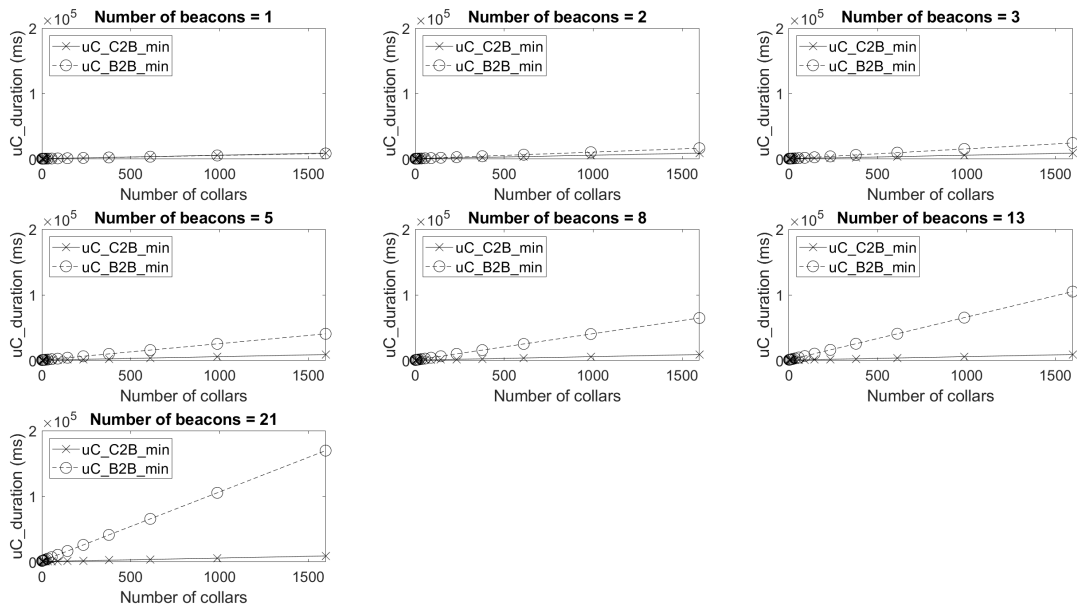 Number of beacons = 1
×10^5
uC_duration (ms)
2
1
0
uC_C2B_min
uC_B2B_min
0 500 1000 1500
Number of collars
Number of beacons = 2
×10^5
uC_duration (ms)
2
1
0
uC_C2B_min
uC_B2B_min
0 500 1000 1500
Number of collars
Number of beacons = 3
×10^5
uC_duration (ms)
2
1
0
uC_C2B_min
uC_B2B_min
0 500 1000 1500
Number of collars
Number of beacons = 5
×10^5
uC_duration (ms)
2
1
0
uC_C2B_min
uC_B2B_min
0 500 1000 1500
Number of collars
Number of beacons = 8
×10^5
uC_duration (ms)
2
1
0
uC_C2B_min
uC_B2B_min
0 500 1000 1500
Number of collars
Number of beacons = 13
×10^5
uC_duration (ms)
2
1
0
uC_C2B_min
uC_B2B_min
0 500 1000 1500
Number of collars
Number of beacons = 21
×10^5
uC_duration (ms)
2
1
0
uC_C2B_min
uC_B2B_min
0 500 1000 1500
Number of collars